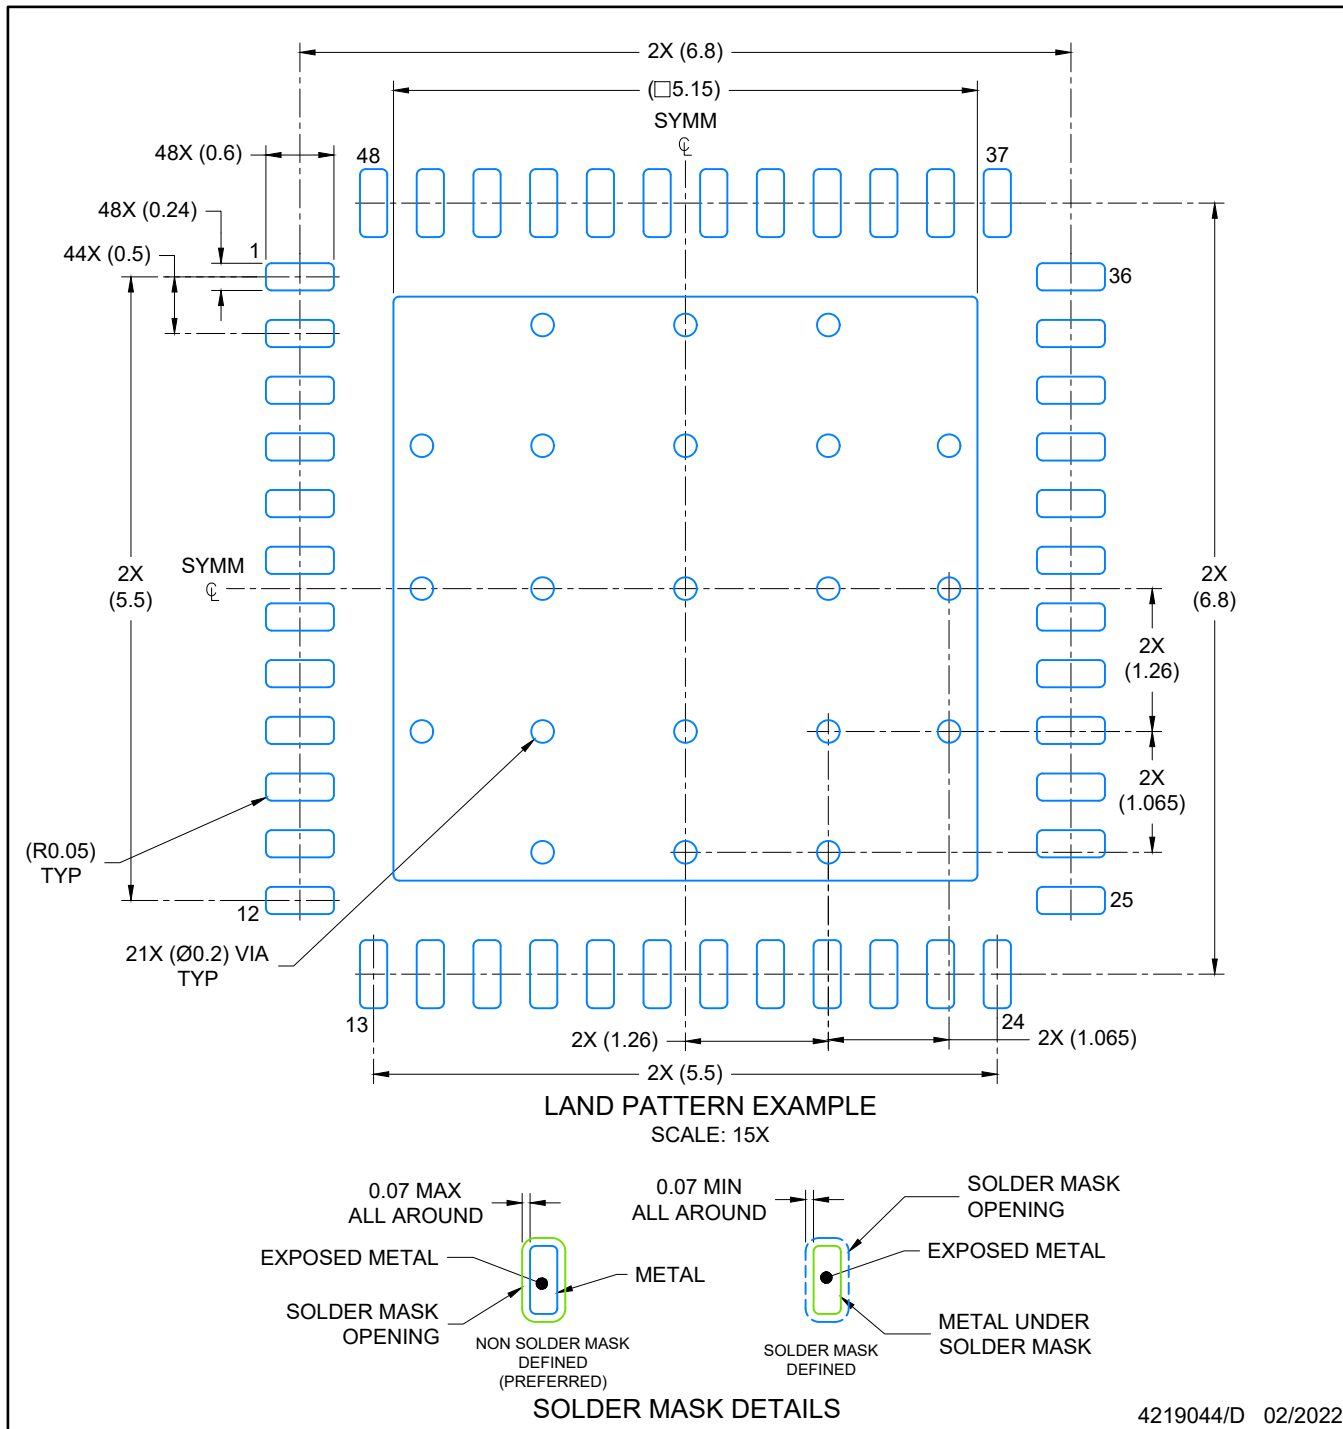 2X (6.8)
(□5.15)
SYMM
℄
48X (0.6)
48
37
48X (0.24)
44X (0.5)
1
36
SYMM
℄
2X
(5.5)
2X
(6.8)
2X
(1.26)
2X
(1.065)
(R0.05)
TYP
12
25
21X (Ø0.2) VIA
TYP
13
24
2X (1.26)
2X (1.065)
2X (5.5)
LAND PATTERN EXAMPLE
SCALE: 15X
0.07 MAX
ALL AROUND
0.07 MIN
ALL AROUND
SOLDER MASK
OPENING
EXPOSED METAL
EXPOSED METAL
METAL
SOLDER MASK
OPENING
METAL UNDER
SOLDER MASK
NON SOLDER MASK
DEFINED
(PREFERRED)
SOLDER MASK
DEFINED
SOLDER MASK DETAILS
4219044/D 02/2022